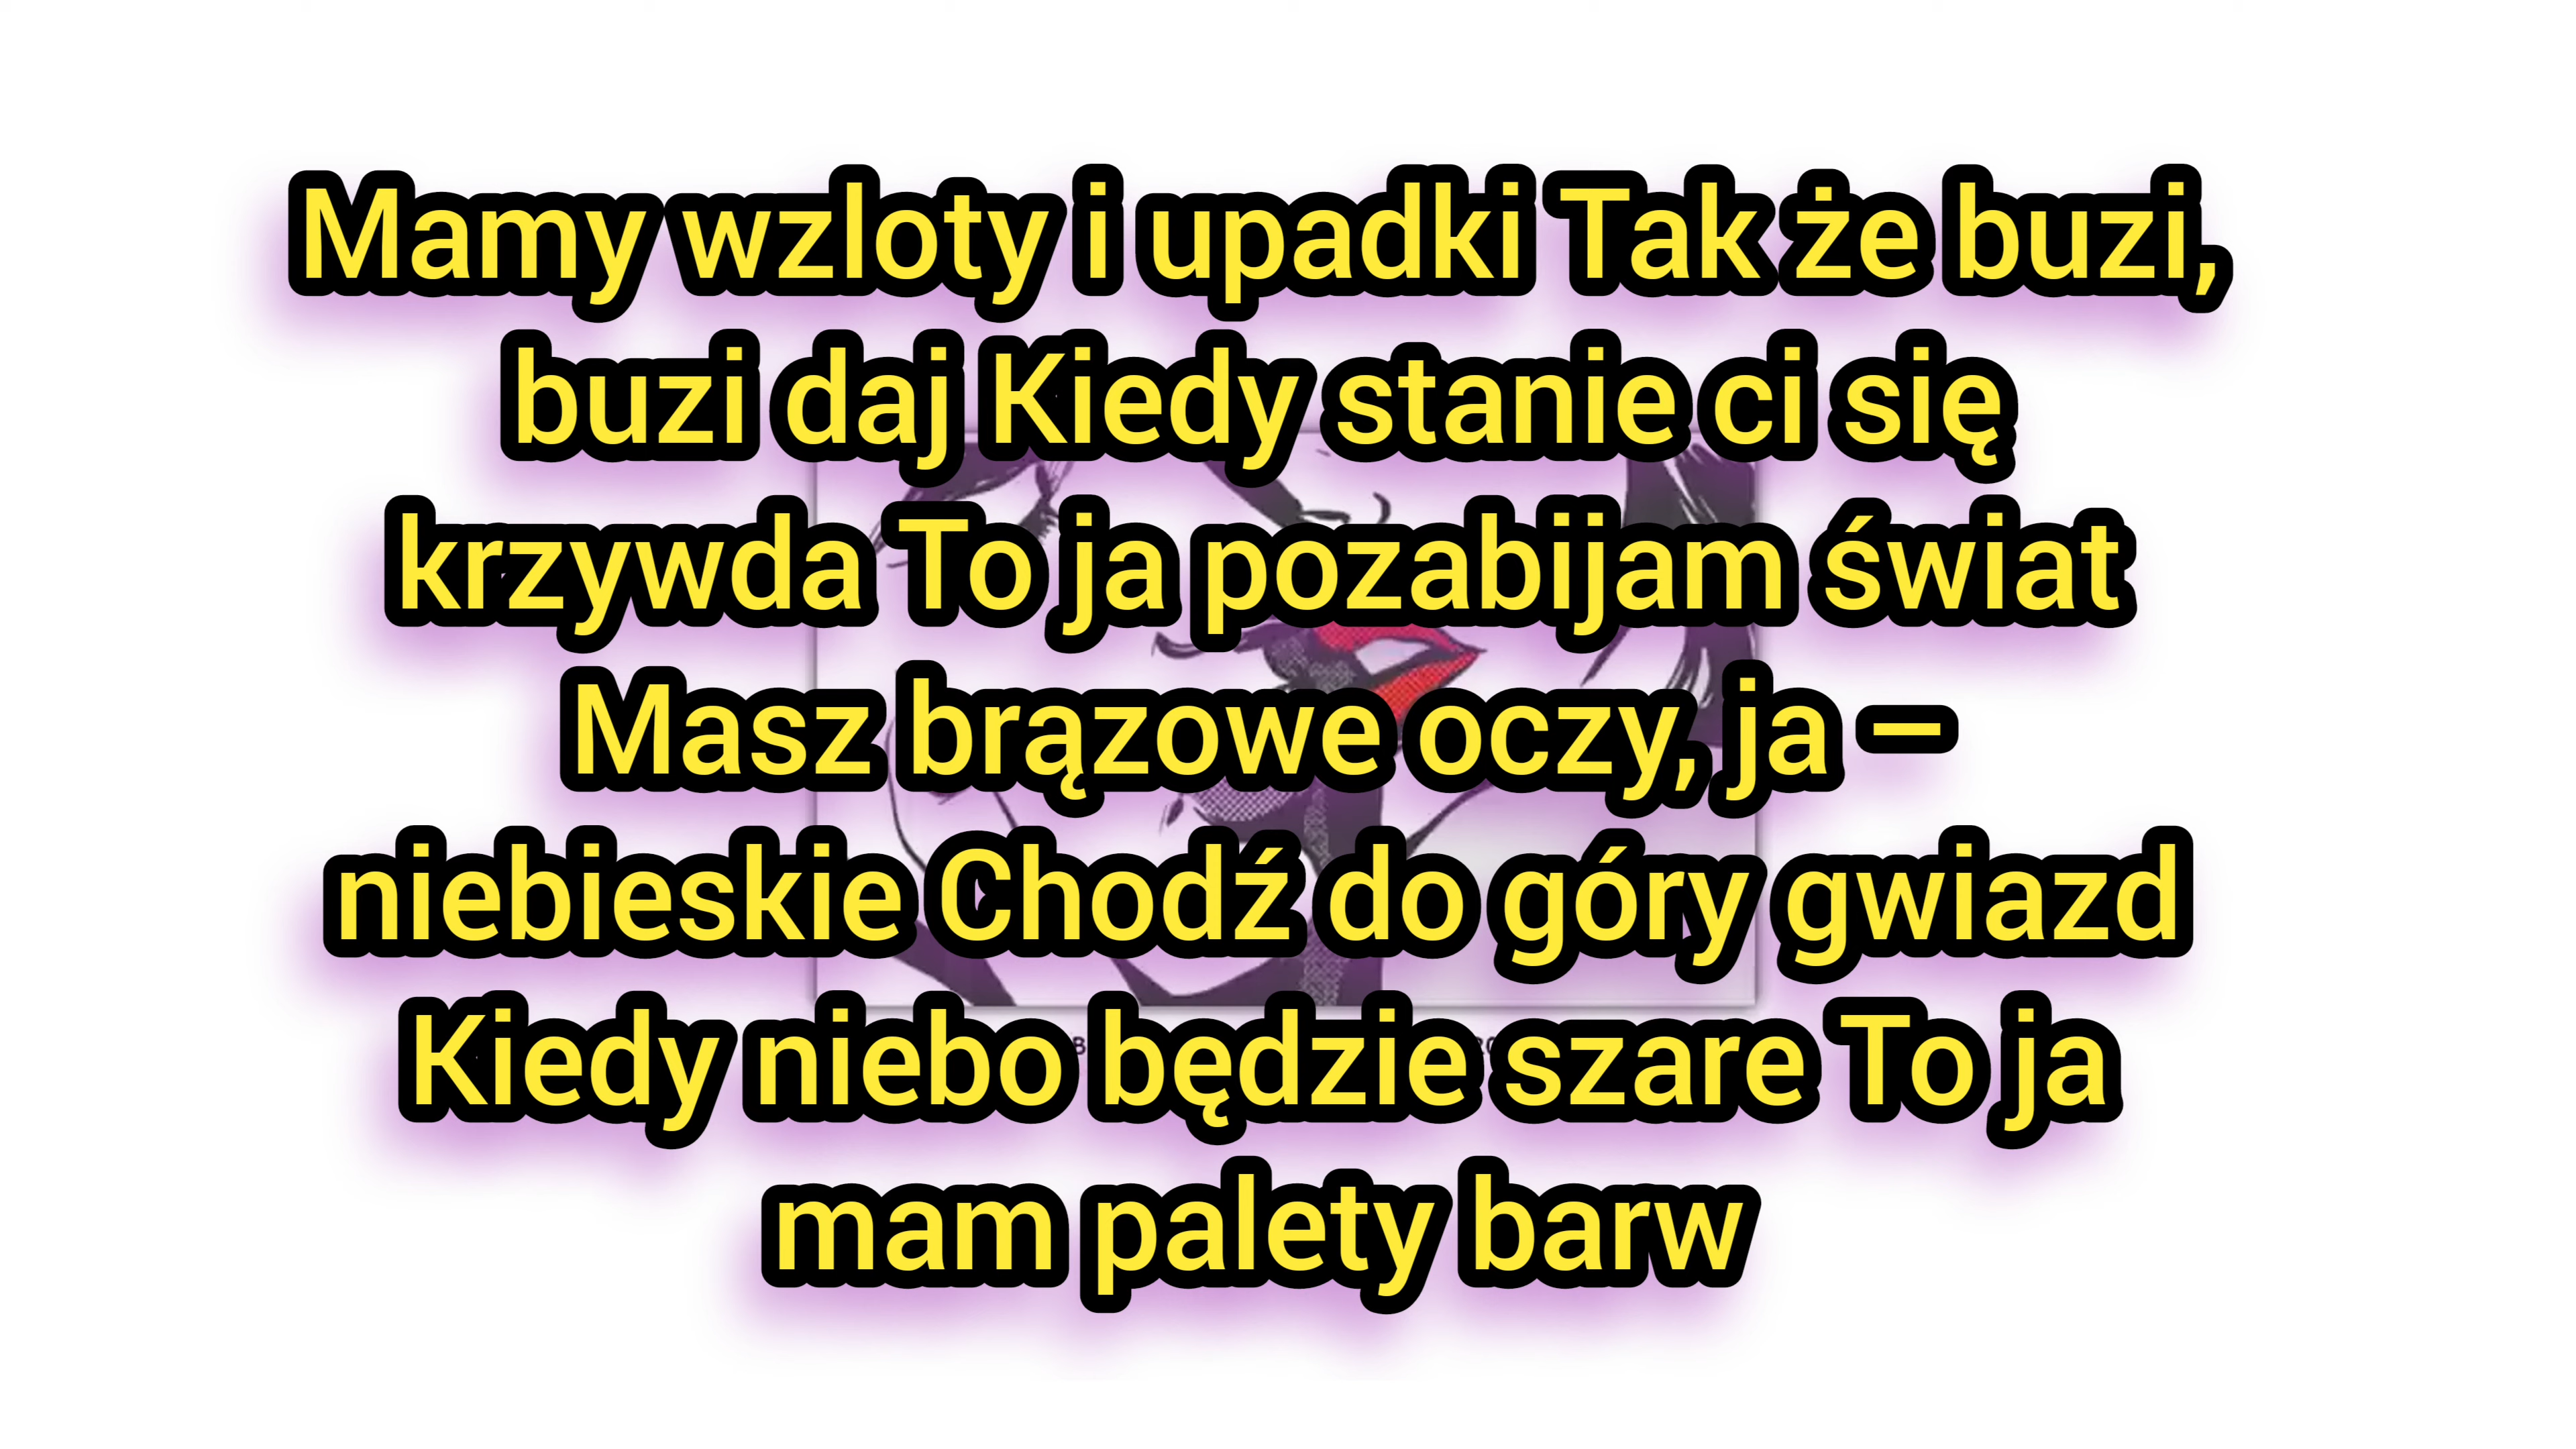 Mamy wzloty i upadki Tak że buzi,
buzi daj Kiedy stanie ci się
krzywda To ja pozabijam świat
Masz brązowe oczy, ja –
niebieskie Chodź do góry gwiazd
Kiedy niebo będzie szare To ja
mam palety barw